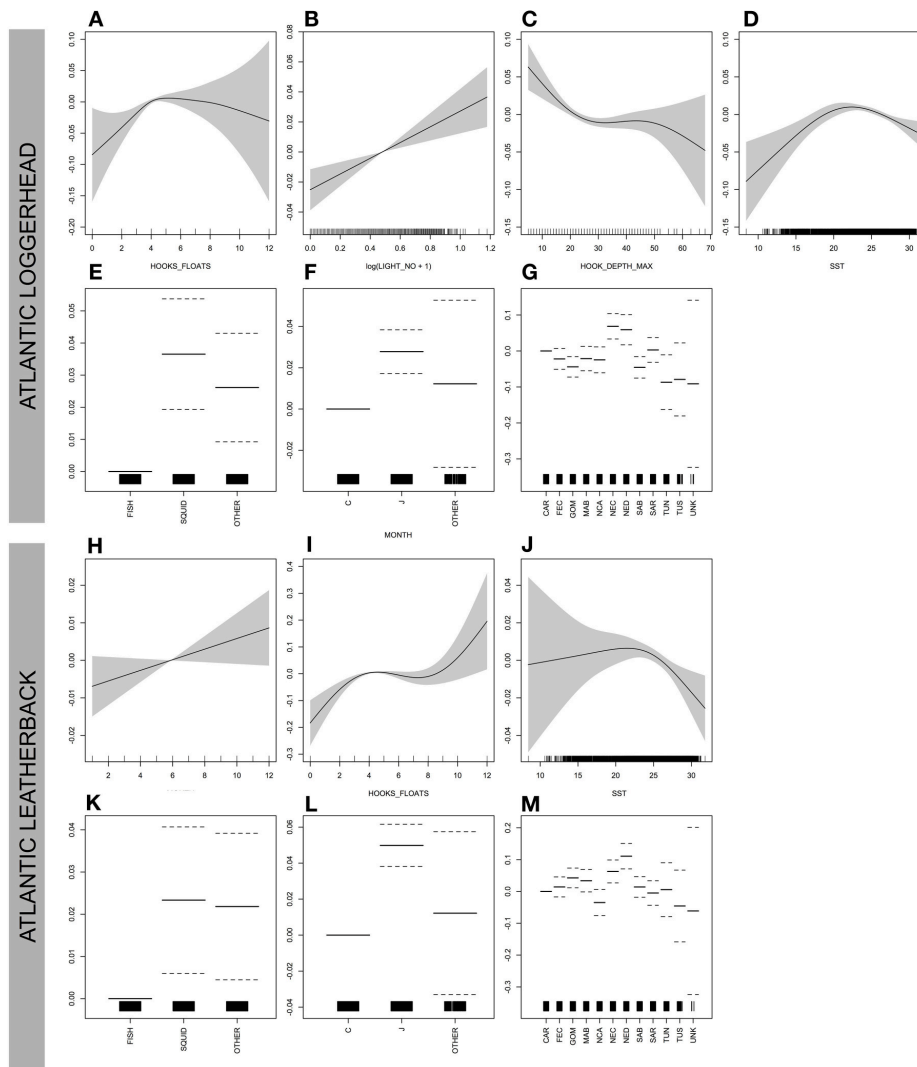 ATLANTIC LOGGERHEAD
A
B
C
D
0.10
0.05
0.00
-0.05
-0.10
-0.15
-0.20
0 2 4 6 8 10 12
HOOKS_FLOATS
0.08
0.06
0.04
0.02
0.00
-0.02
-0.04
0.0 0.2 0.4 0.6 0.8 1.0 1.2
log(LIGHT_NO + 1)
0.10
0.05
0.00
-0.05
-0.10
-0.15
10 20 30 40 50 60 70
HOOK_DEPTH_MAX
0.10
0.05
0.00
-0.05
-0.10
-0.15
10 15 20 25 30
SST
E
F
G
0.05
0.04
0.03
0.02
0.01
0.00
FISH
SQUID
OTHER
0.04
0.02
0.00
-0.02
C
J
OTHER
MONTH
0.1
0.0
-0.1
-0.2
-0.3
CAR
FEC
GOM
MAB
NCA
NEC
NED
SAB
SAR
TUN
TUS
UNK
ATLANTIC LEATHERBACK
H
I
J
0.02
0.01
0.00
-0.01
-0.02
2 4 6 8 10 12
0.4
0.3
0.2
0.1
0.0
-0.1
-0.2
-0.3
0 2 4 6 8 10 12
HOOKS_FLOATS
0.04
0.02
0.00
-0.02
-0.04
10 15 20 25 30
SST
K
L
M
0.04
0.03
0.02
0.01
0.00
FISH
SQUID
OTHER
0.06
0.04
0.02
0.00
-0.02
-0.04
C
J
OTHER
0.2
0.1
0.0
-0.1
-0.2
-0.3
CAR
FEC
GOM
MAB
NCA
NEC
NED
SAB
SAR
TUN
TUS
UNK